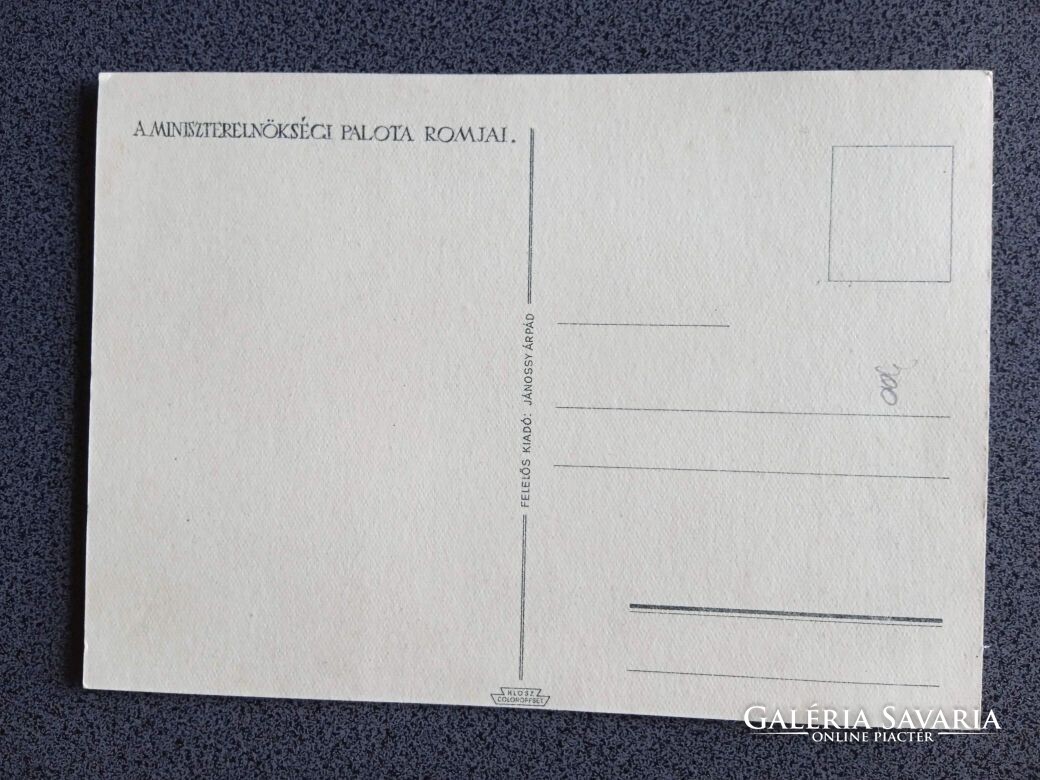 A MINISZTERELNÖKSÉGI PALOTA ROMJAI.
FELELŐS KIADÓ: JÁNOSSY ÁRPÁD
KLÖSZ
COLOROFFSET
GALÉRIA SAVARIA
ONLINE PIACTÉR